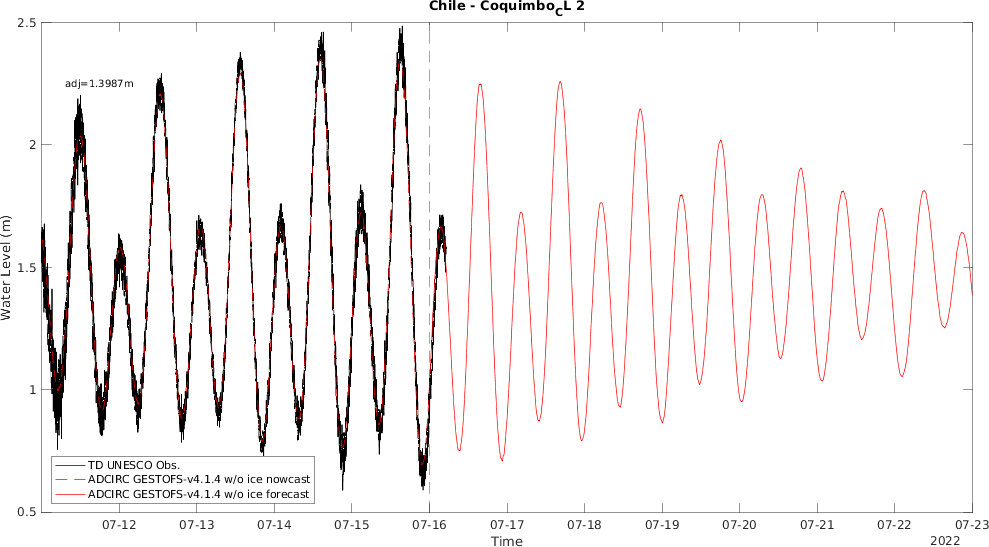 Chile - Coquimbo_CL 2
adj=1.3987m
Water Level (m)
2.5
2
1.5
1
0.5
TD UNESCO Obs.
ADCIRC GESTOFS-v4.1.4 w/o ice nowcast
ADCIRC GESTOFS-v4.1.4 w/o ice forecast
07-12
07-13
07-14
07-15
07-16
07-17
07-18
07-19
07-20
07-21
07-22
07-23
Time
2022